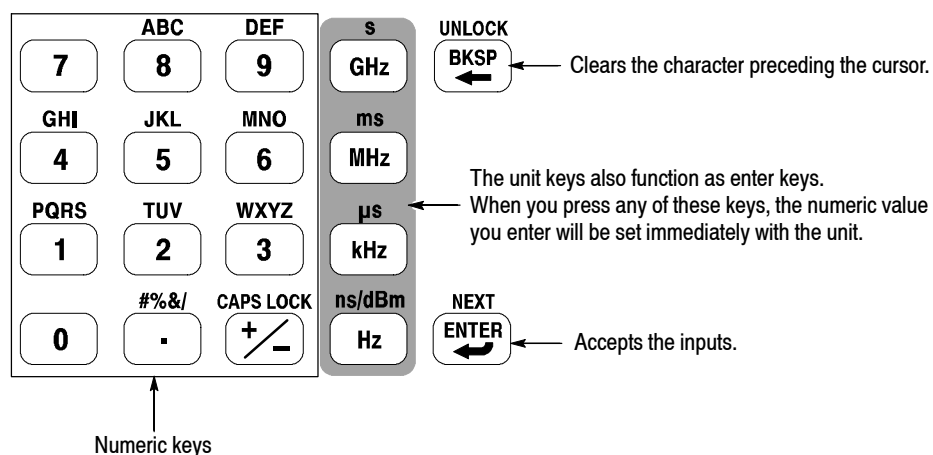 ABC DEF s UNLOCK
7 8 9 GHz BKSP
Clears the character preceding the cursor.
GHI JKL MNO ms
4 5 6 MHz
The unit keys also function as enter keys.
When you press any of these keys, the numeric value
you enter will be set immediately with the unit.
PQRS TUV WXYZ µs
1 2 3 kHz
#%&/ CAPS LOCK ns/dBm NEXT
0 . +/− Hz ENTER
Accepts the inputs.
Numeric keys